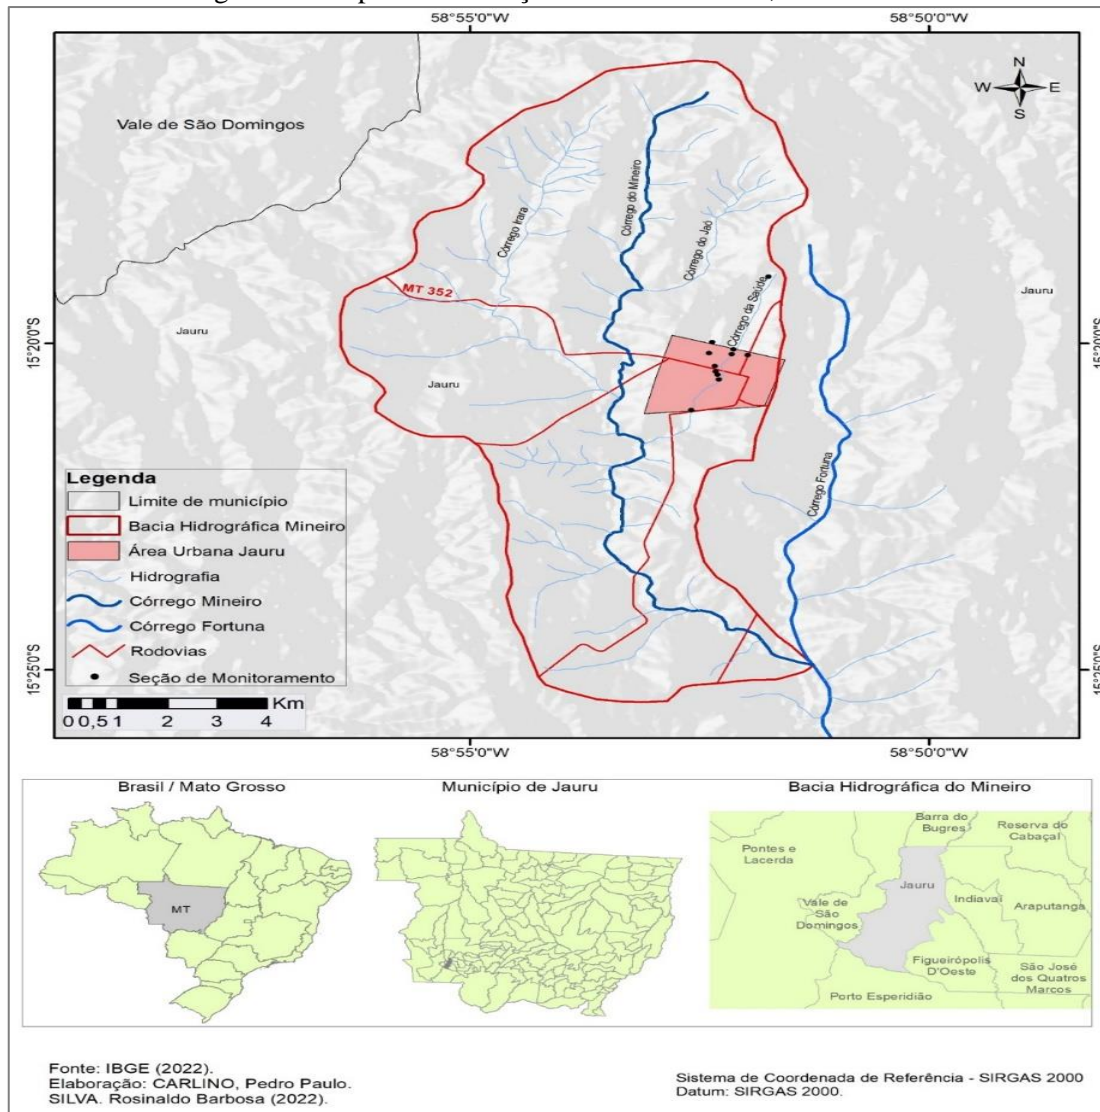 58°55'0"W
58°50'0"W
N
W
E
S
Vale de São Domingos
Córrego Irara
Córrego do Mineiro
Córrego do Jaó
Córrego da Saúde
MT 352
Jauru
Jauru
Jauru
Córrego Fortuna
15°20'0"S
15°20'0"S
15°25'0"S
15°25'0"S
Legenda
Limite de município
Bacia Hidrográfica Mineiro
Área Urbana Jauru
Hidrografia
Córrego Mineiro
Córrego Fortuna
Rodovias
Seção de Monitoramento
Km
0 0,5 1 2 3 4
58°55'0"W
58°50'0"W
Brasil / Mato Grosso
MT
Município de Jauru
Bacia Hidrográfica do Mineiro
Barra do
Bugres
Reserva do
Cabaçal
Pontes e
Lacerda
Jauru
Indiavaí
Araputanga
Vale de
São
Domingos
Figueirópolis
D'Oeste
São José
dos Quatros
Marcos
Porto Esperidião
Fonte: IBGE (2022).
Elaboração: CARLINO, Pedro Paulo.
SILVA. Rosinaldo Barbosa (2022).
Sistema de Coordenada de Referência - SIRGAS 2000
Datum: SIRGAS 2000.